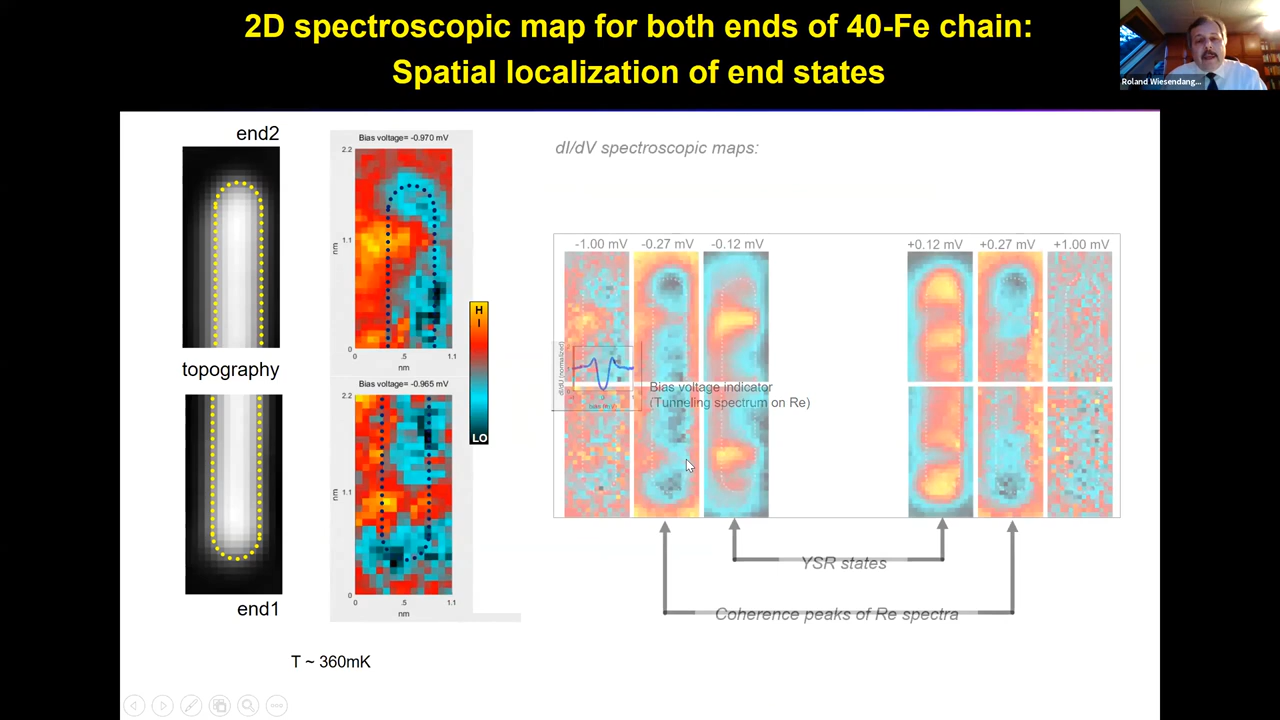 2D spectroscopic map for both ends of 40-Fe chain:
Spatial localization of end states
Roland Wiesendang...
end2
topography
end1
T ~ 360mK
Bias voltage= -0.970 mV
2.2
1.1
0
nm
0
.5
1.1
nm
Bias voltage= -0.965 mV
2.2
1.1
0
nm
0
.5
1.1
nm
HI
LO
dI/dV spectroscopic maps:
-1.00 mV
-0.27 mV
-0.12 mV
+0.12 mV
+0.27 mV
+1.00 mV
Bias voltage indicator
(Tunneling spectrum on Re)
YSR states
Coherence peaks of Re spectra